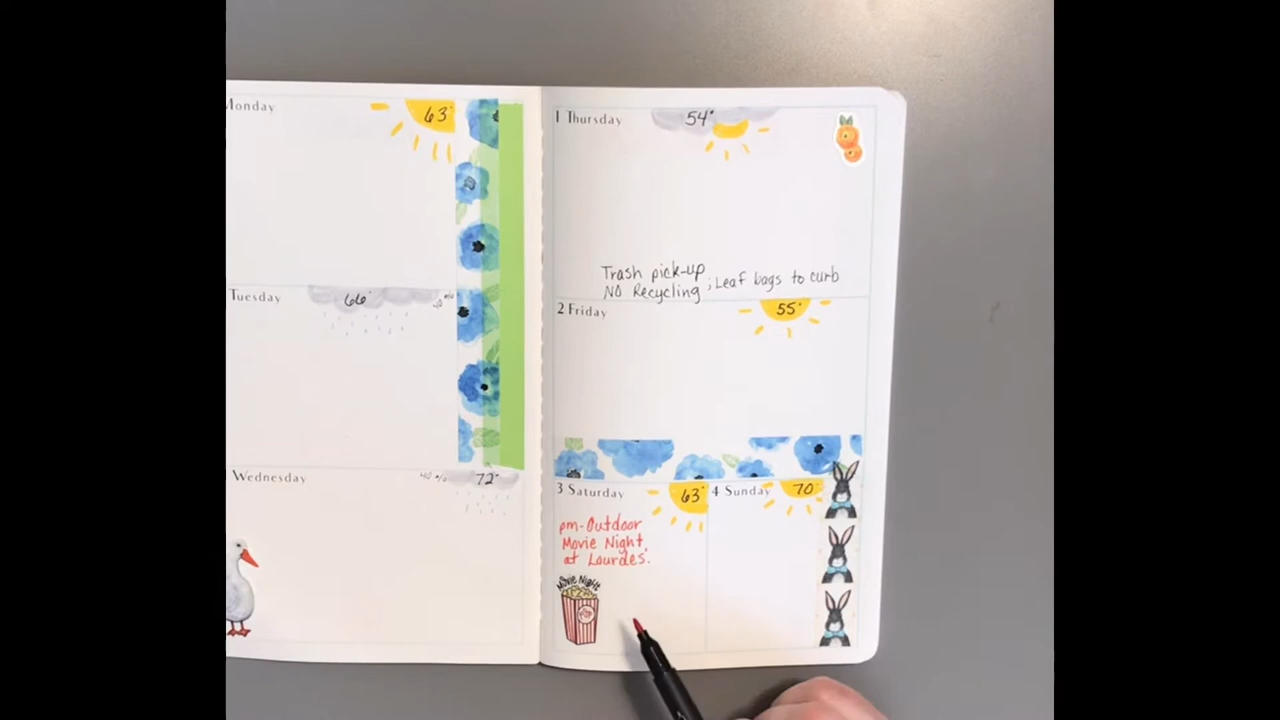 Monday
63°
Tuesday
66°
Wednesday
40%
72°
1 Thursday
54°
Trash pick-up
NO Recycling ; Leaf bags to curb
2 Friday
55°
3 Saturday
63°
pm-Outdoor
Movie Night
at Lourdes.
Movie Night
4 Sunday
70°